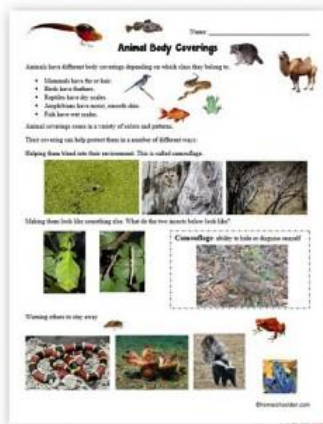 Name:
Animal Body Coverings
Animals have different body coverings depending on which class they belong to.
Mammals have fur or hair.
Birds have feathers.
Reptiles have dry scales.
Amphibians have moist, smooth skin.
Fish have wet scales.
Animal coverings come in a variety of colors and patterns.
Their covering can help protect them in a number of different ways:
Helping them blend into their environment. This is called camouflage.
Making them look like something else. What do the two insects below look like?
Camouflage: ability to hide or disguise oneself
Warning others to stay away
©homeschoolden.com